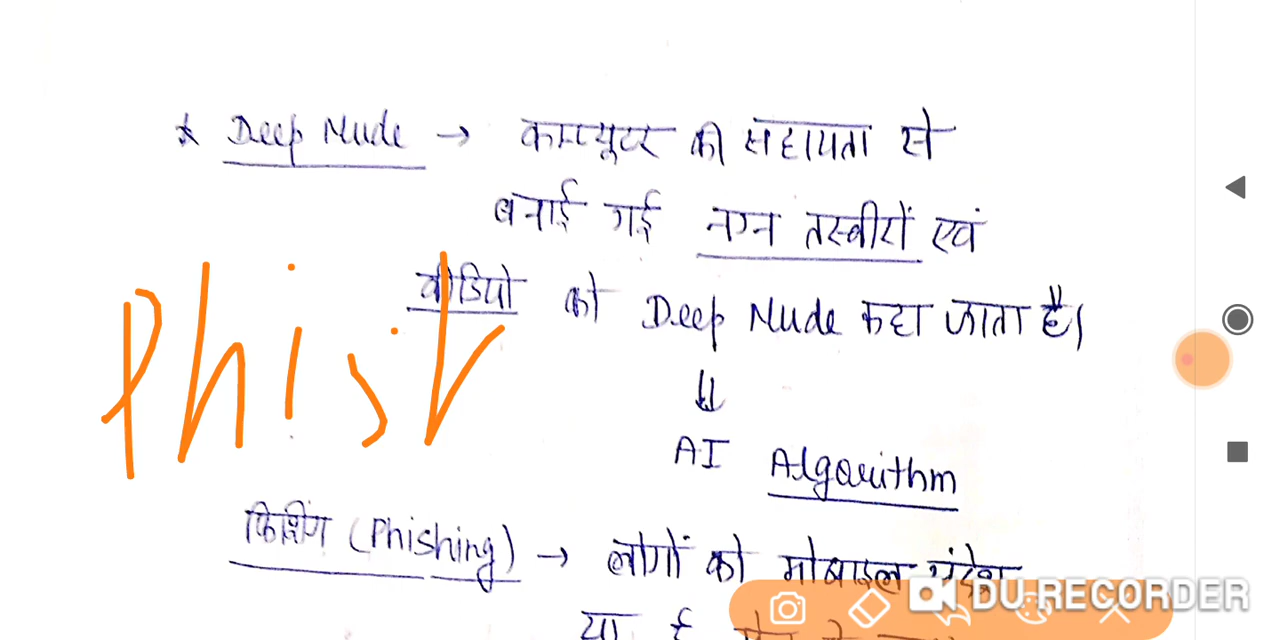 * Deep Nude → कम्प्यूटर की सहायता से
बनाई गई नग्न तस्वीरों एवं
वीडियो को Deep Nude कहा जाता है।
Phis
⇓
AI Algorithm
फिशिंग (Phishing) → लोगों को मोबाइल संदेश
या ई
DU RECORDER